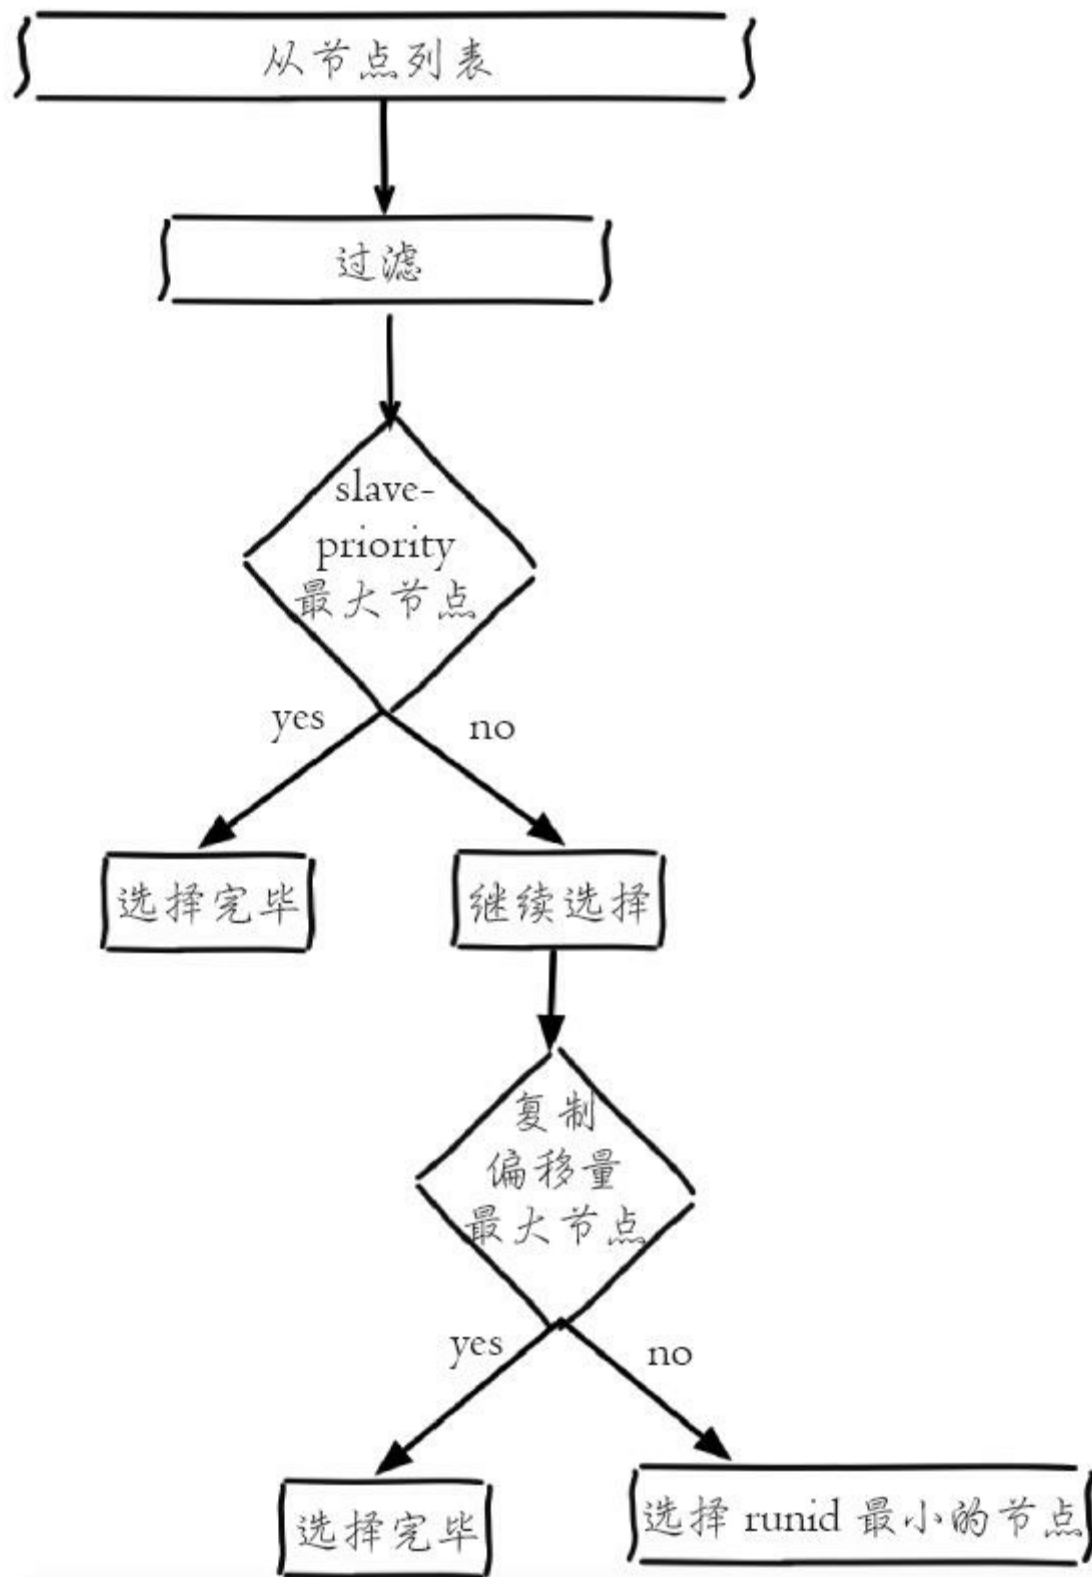 从节点列表
过滤
slave-
priority
最大节点
yes
no
选择完毕
继续选择
复制
偏移量
最大节点
yes
no
选择完毕
选择 runid 最小的节点